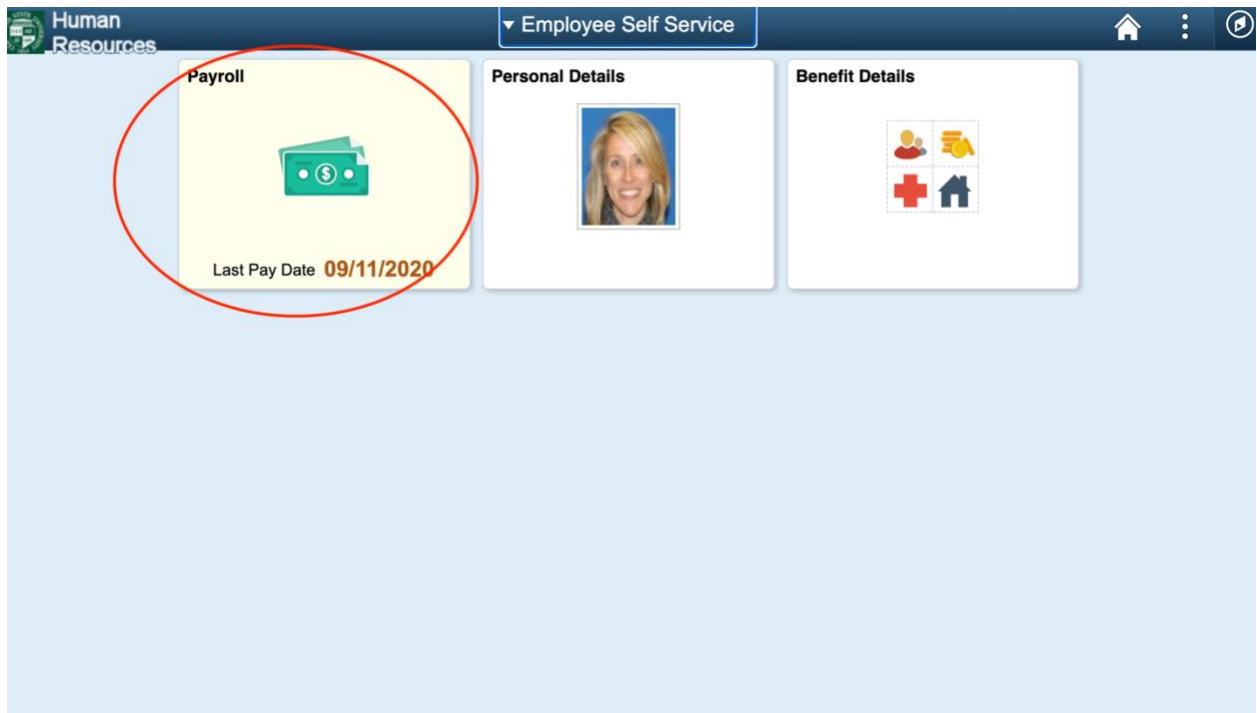 Human
Resources
Employee Self Service
Payroll
Last Pay Date 09/11/2020
Personal Details
Benefit Details